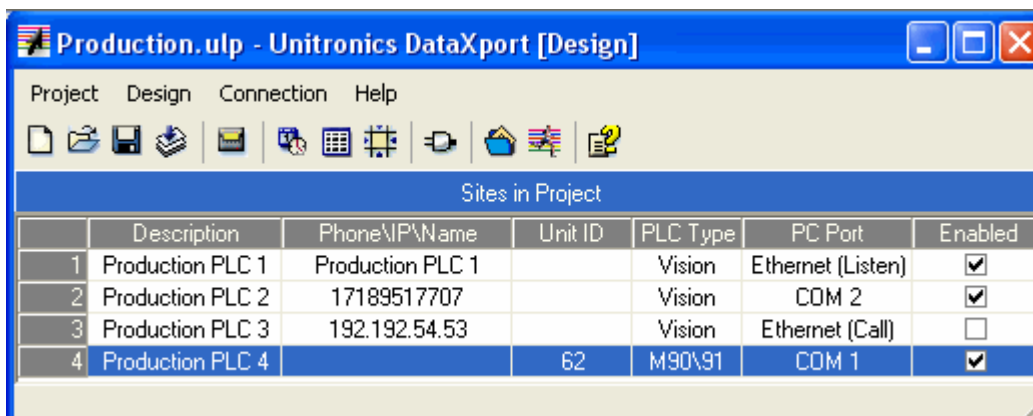 Production.ulp - Unitronics DataXport [Design]
Project Design Connection Help
Sites in Project
Description Phone\IP\Name Unit ID PLC Type PC Port Enabled
1 Production PLC 1 Production PLC 1 Vision Ethernet (Listen)
2 Production PLC 2 17189517707 Vision COM 2
3 Production PLC 3 192.192.54.53 Vision Ethernet (Call)
4 Production PLC 4 62 M90\91 COM 1